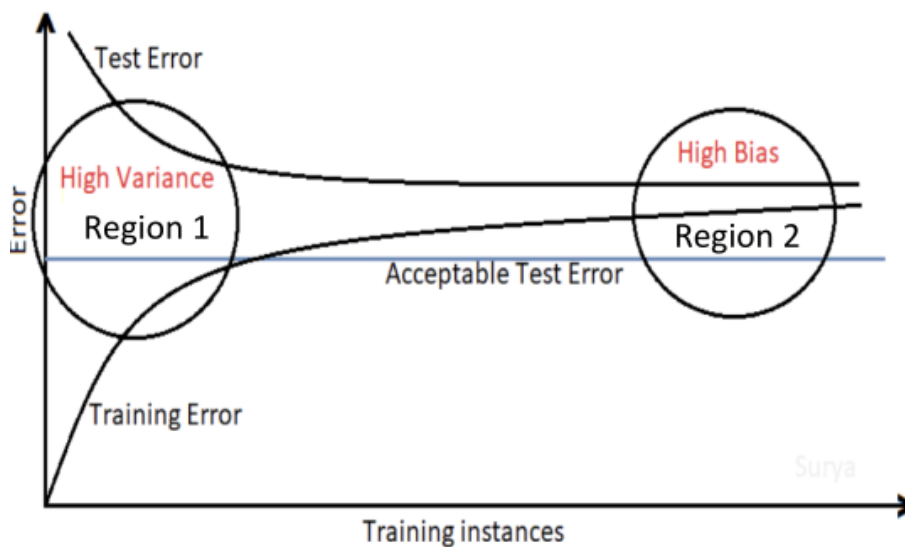 Test Error
High Bias
High Variance
Region 1
Region 2
Error
Acceptable Test Error
Training Error
Surya
Training instances